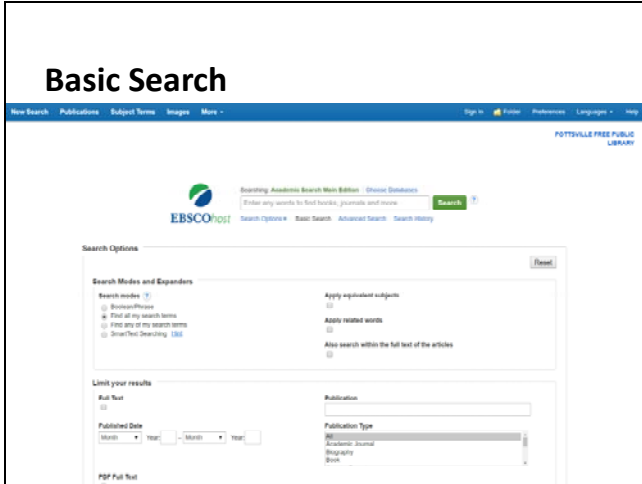 Basic Search
New Search Publications Subject Terms Images More Sign In Folder Preferences Languages Help
POTTSVILLE FREE PUBLIC
LIBRARY
Searching: Academic Search Main Edition Choose Databases
Enter any words to find books, journals and more Search ?
EBSCOhost Search Options Basic Search Advanced Search Search History
Search Options
Reset
Search Modes and Expanders
Search modes ? Apply equivalent subjects
Boolean/Phrase
Find all my search terms Apply related words
Find any of my search terms
SmartText Searching Hint Also search within the full text of the articles
Limit your results
Full Text Publication
Published Date Publication Type
Month Year: – Month Year: All
Academic Journal
Biography
Book
PDF Full Text